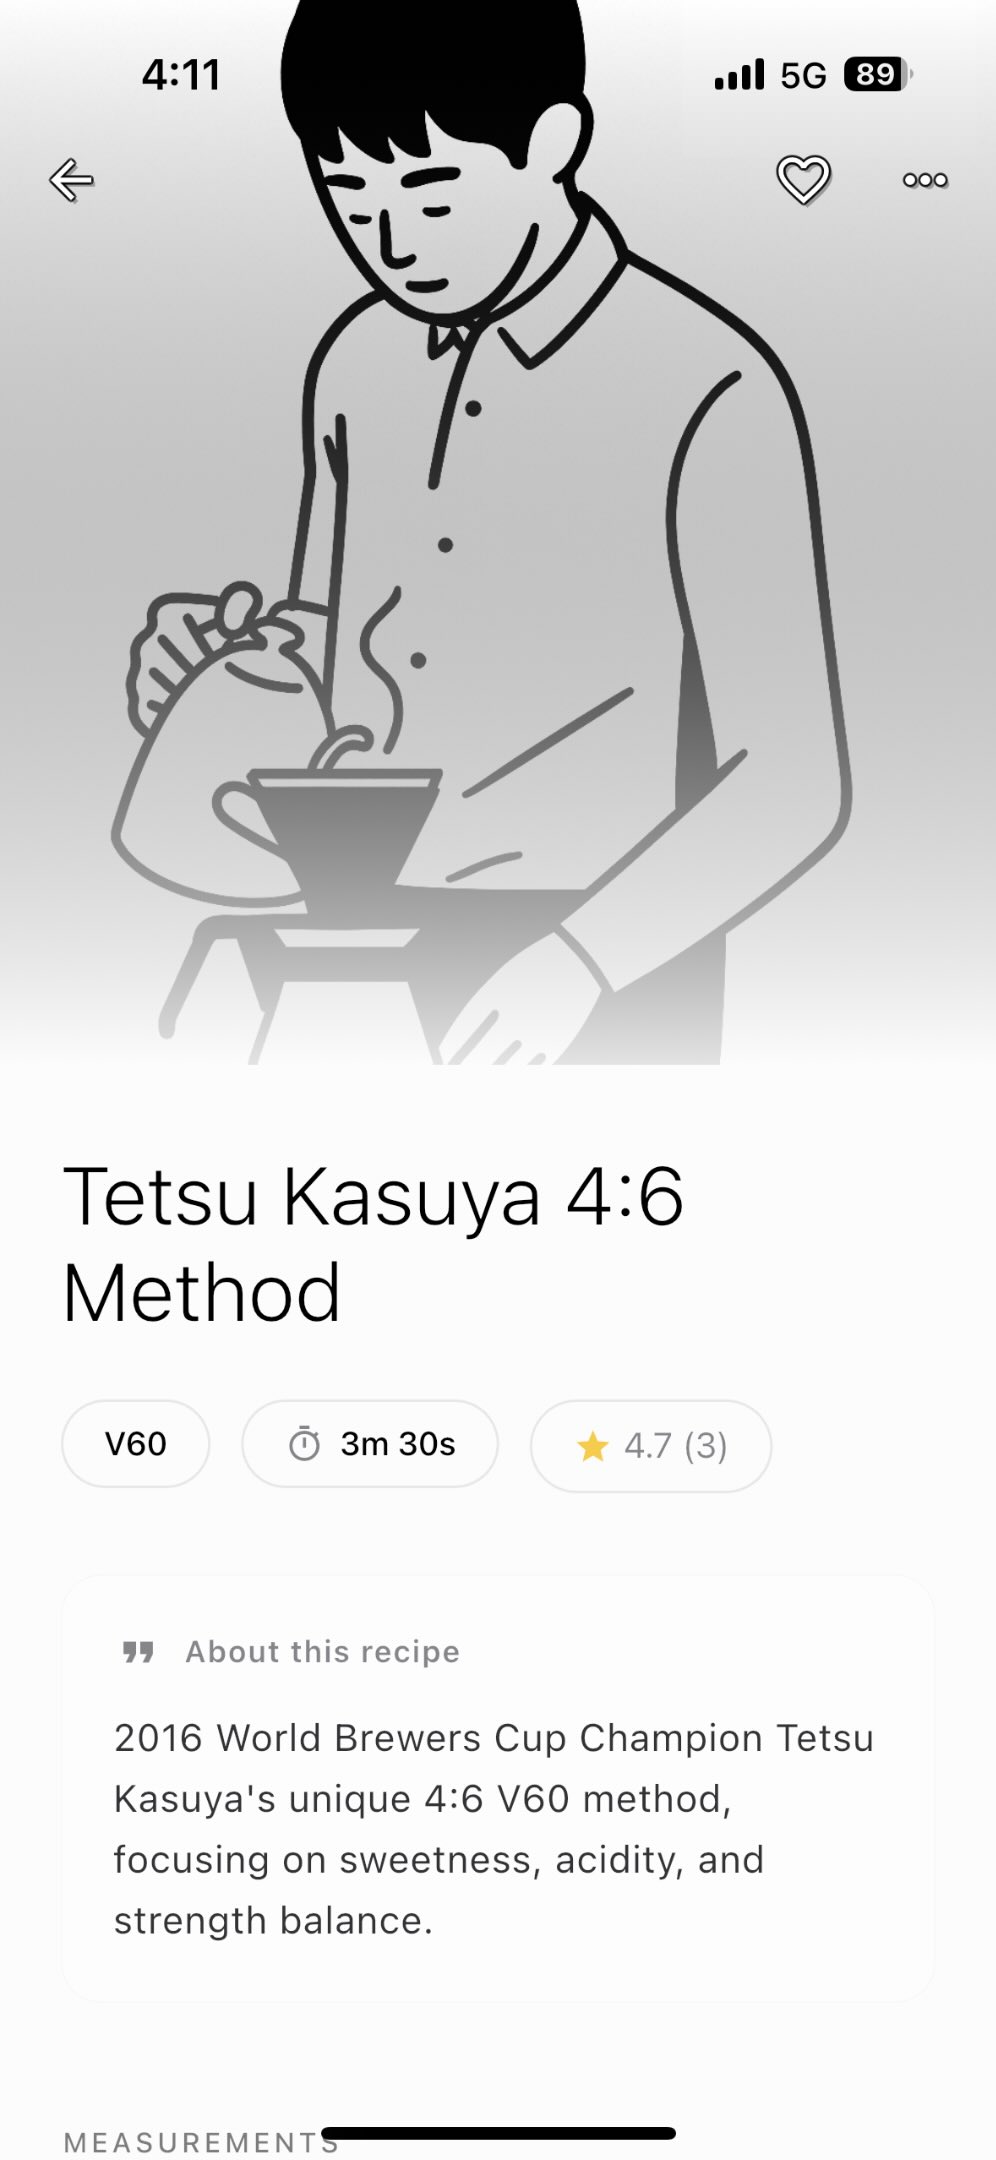 4:11
5G
89
Tetsu Kasuya 4:6
Method
V60
3m 30s
4.7 (3)
About this recipe
2016 World Brewers Cup Champion Tetsu
Kasuya's unique 4:6 V60 method,
focusing on sweetness, acidity, and
strength balance.
MEASUREMENTS